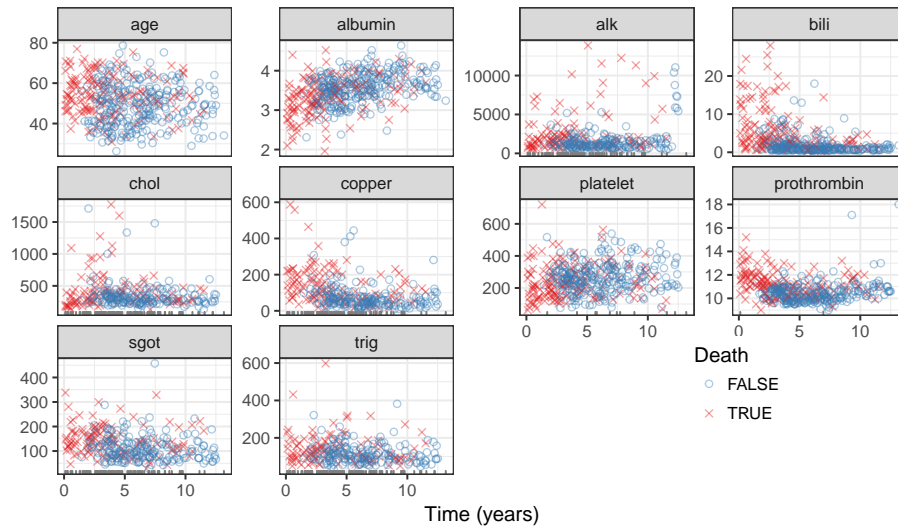 age albumin alk bili
80 60 40
4 3 2
10000 5000 0
20 10 0
chol copper platelet prothrombin
1500 1000 500
600 400 200 0
600 400 200
18 16 14 12 10
sgot trig
400 300 200 100
600 400 200 0
0 5 10 0 5 10 0 5 10 0 5 10
Death
FALSE
TRUE
Time (years)